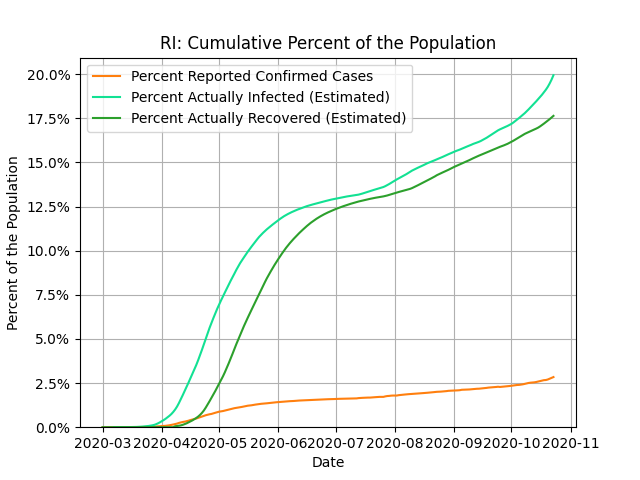 RI: Cumulative Percent of the Population
Percent Reported Confirmed Cases
Percent Actually Infected (Estimated)
Percent Actually Recovered (Estimated)
Percent of the Population
20.0%
17.5%
15.0%
12.5%
10.0%
7.5%
5.0%
2.5%
0.0%
2020-03 2020-04 2020-05 2020-06 2020-07 2020-08 2020-09 2020-10 2020-11
Date